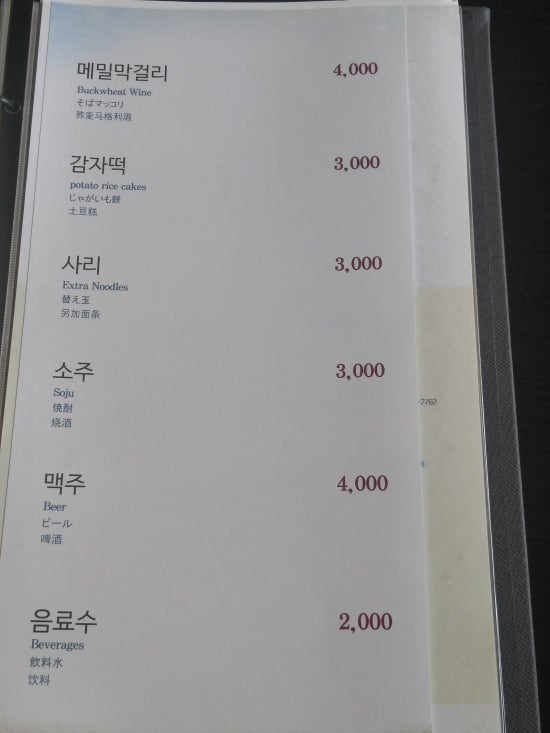 메밀막걸리 4,000
Buckwheat Wine
そばマッコリ
荞麦马格利酒
감자떡 3,000
potato rice cakes
じゃがいも餅
土豆糕
사리 3,000
Extra Noodles
替え玉
另加面条
소주 3,000
Soju
焼酎
烧酒
맥주 4,000
Beer
ビール
啤酒
음료수 2,000
Beverages
飲料水
饮料
-2762